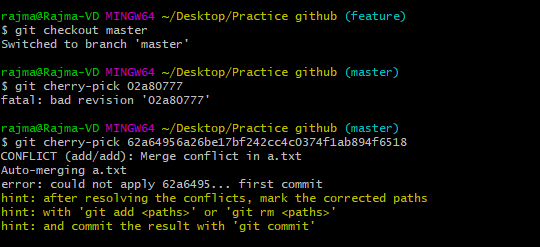 rajma@Rajma-VD MINGW64 ~/Desktop/Practice github (feature)
$ git checkout master
Switched to branch 'master'
rajma@Rajma-VD MINGW64 ~/Desktop/Practice github (master)
$ git cherry-pick 02a80777
fatal: bad revision '02a80777'
rajma@Rajma-VD MINGW64 ~/Desktop/Practice github (master)
$ git cherry-pick 62a64956a26be17bf242cc4c0374f1ab894f6518
CONFLICT (add/add): Merge conflict in a.txt
Auto-merging a.txt
error: could not apply 62a6495... first commit
hint: after resolving the conflicts, mark the corrected paths
hint: with 'git add <paths>' or 'git rm <paths>'
hint: and commit the result with 'git commit'